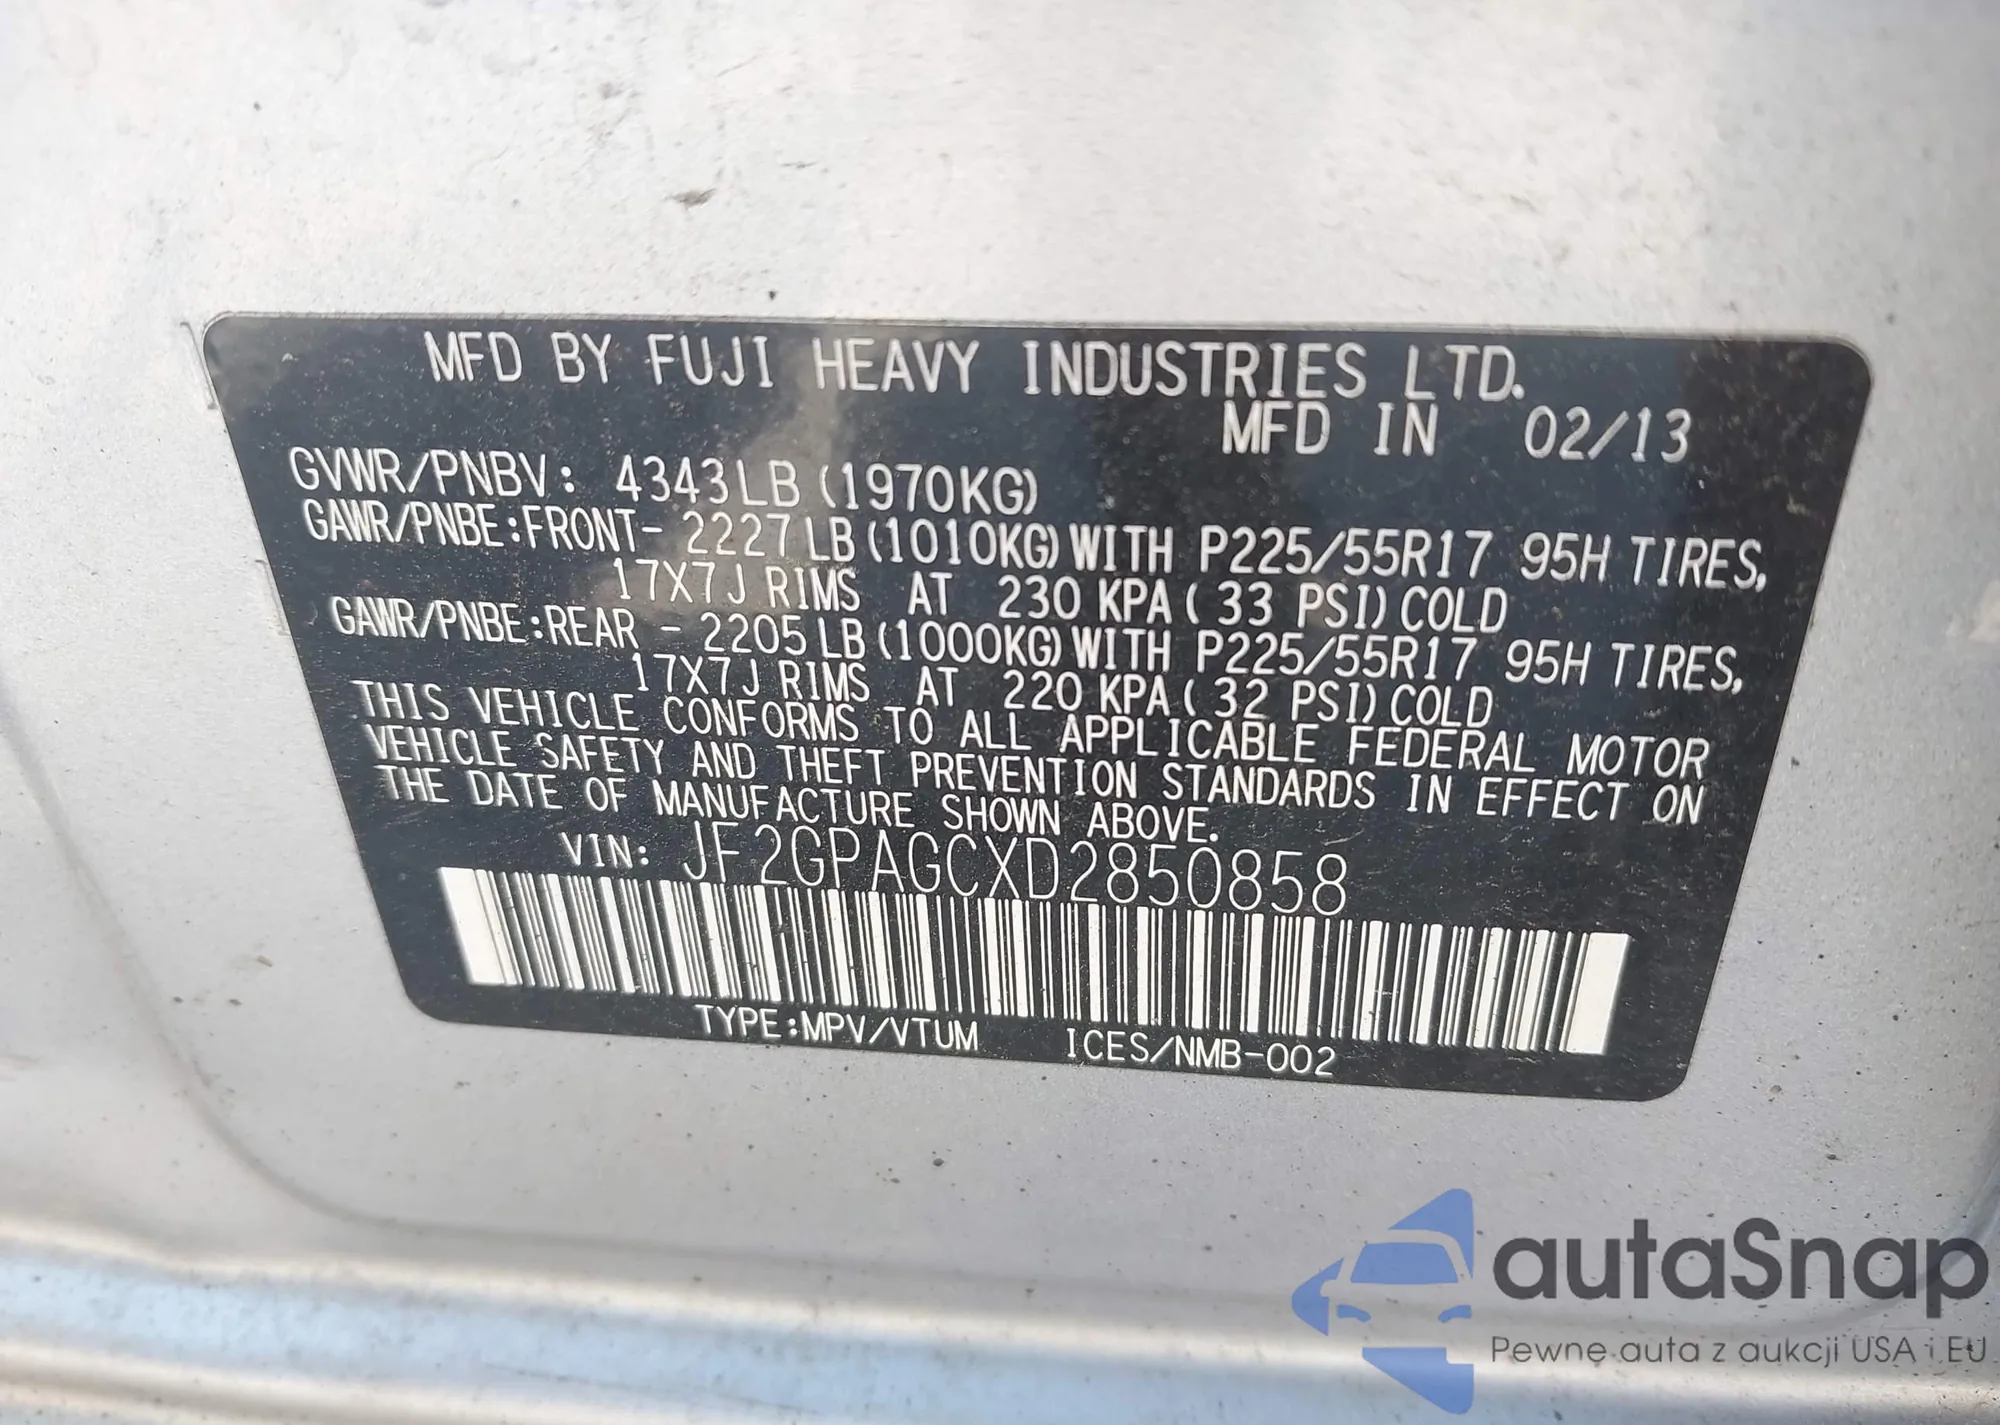 MFD BY FUJI HEAVY INDUSTRIES LTD.
MFD IN 02/13
GVWR/PNBV: 4343LB (1970KG)
GAWR/PNBE:FRONT- 2227LB (1010KG) WITH P225/55R17 95H TIRES,
17X7J RIMS AT 230 KPA ( 33 PSI) COLD
GAWR/PNBE:REAR - 2205LB (1000KG) WITH P225/55R17 95H TIRES,
17X7J RIMS AT 220 KPA ( 32 PSI) COLD
THIS VEHICLE CONFORMS TO ALL APPLICABLE FEDERAL MOTOR
VEHICLE SAFETY AND THEFT PREVENTION STANDARDS IN EFFECT ON
THE DATE OF MANUFACTURE SHOWN ABOVE.
VIN: JF2GPAGCXD2850858
TYPE:MPV/VTUM ICES/NMB-002
autaSnap
Pewne auta z aukcji USA i EU